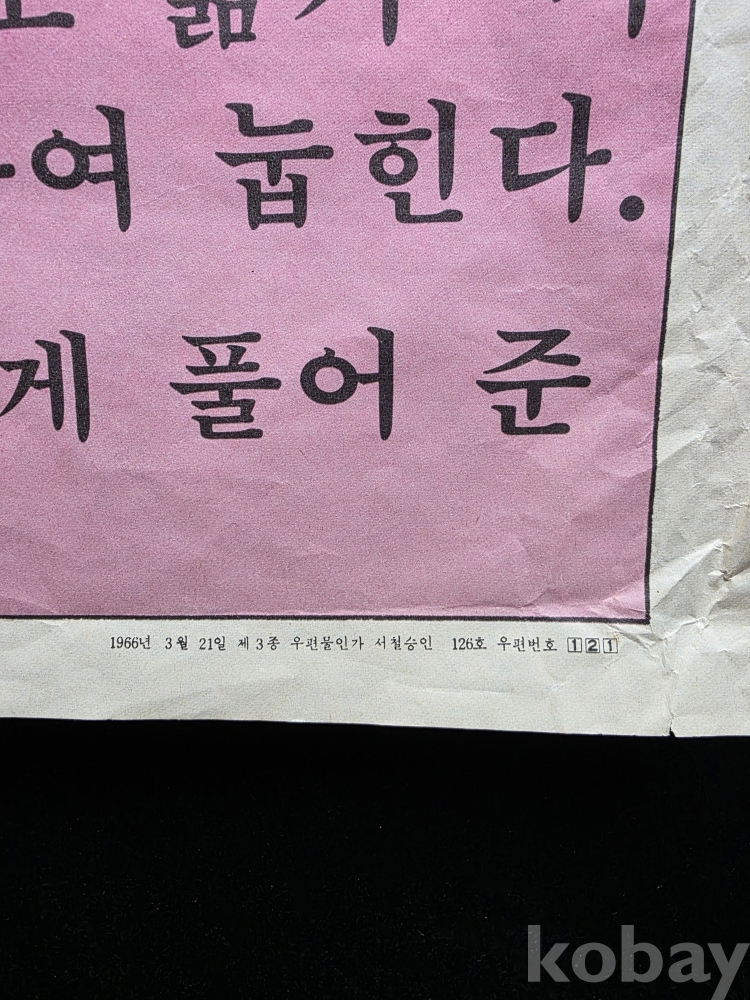 여 눕힌다.
게 풀어 준
1966년 3월 21일 제3종 우편물인가 서철승인 126호 우편번호 121
kobay